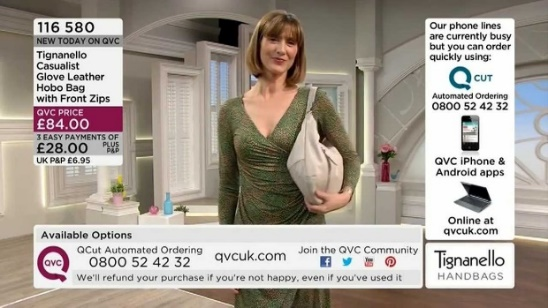 116 580
NEW TODAY ON QVC
Tignanello
Casualist
Glove Leather
Hobo Bag
with Front Zips
QVC PRICE
£84.00
3 EASY PAYMENTS OF
£28.00 PLUS P&P
UK P&P £6.95
Our phone lines
are currently busy
but you can order
quickly using:
Q CUT
Automated Ordering
0800 52 42 32
QVC iPhone &
Android apps
Online at
qvcuk.com
Tignanello
HANDBAGS
Available Options
QVC
QCut Automated Ordering
0800 52 42 32
qvcuk.com
Join the QVC Community
f You Tube
We'll refund your purchase if you're not happy, even if you've used it